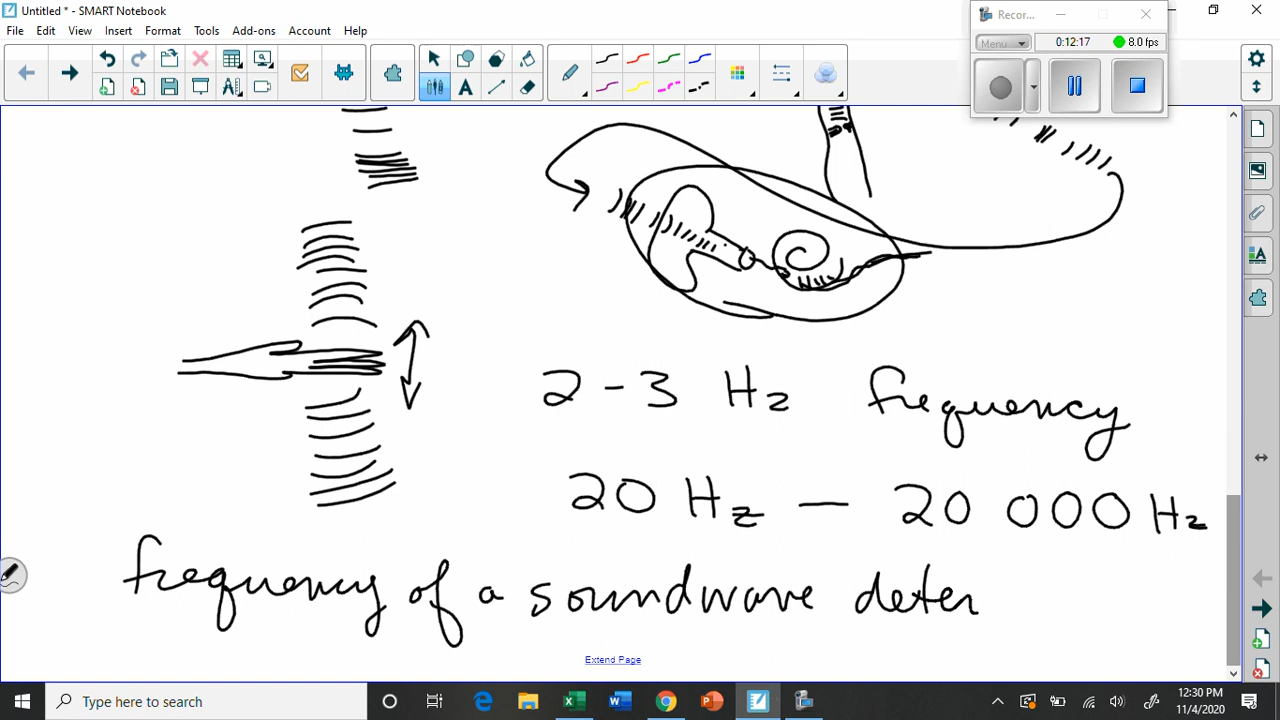 Untitled * - SMART Notebook
Recor...
File Edit View Insert Format Tools Add-ons Account Help
Menu
0:12:17
8.0 fps
2 - 3 Hz frequency
20 Hz — 20 000 Hz
frequency of a soundwave deter
Extend Page
Type here to search
12:30 PM
11/4/2020